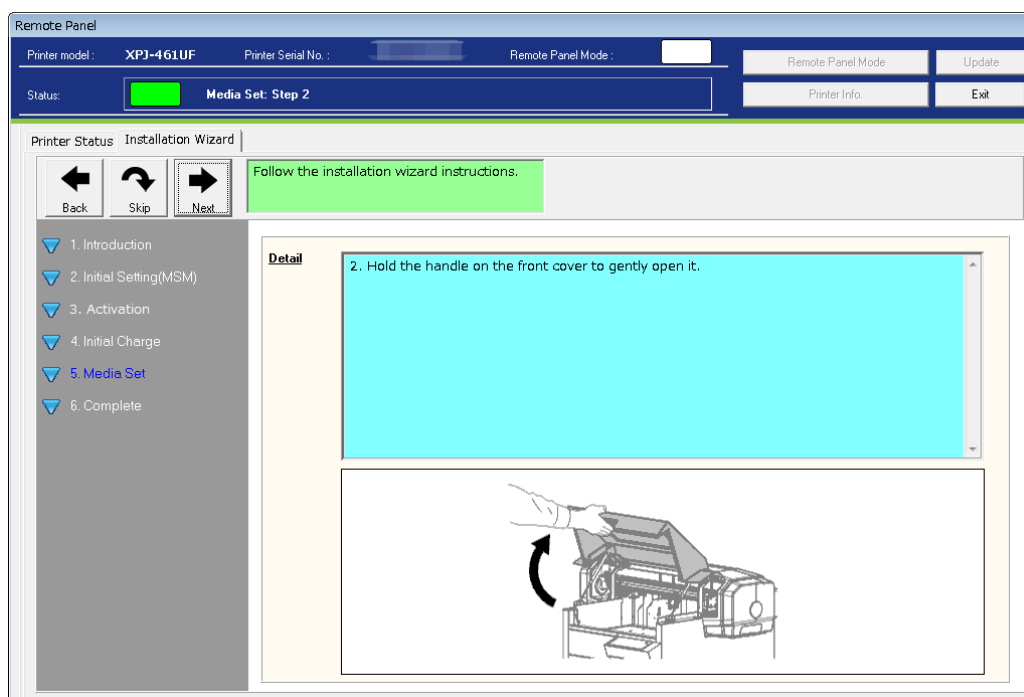 Remote Panel
Printer model : XPJ-461UF Printer Serial No. : Remote Panel Mode :
Remote Panel Mode Update
Status: Media Set: Step 2
Printer Info. Exit
Printer Status Installation Wizard
Back Skip Next
Follow the installation wizard instructions.
1. Introduction
2. Initial Setting(MSM)
3. Activation
4. Initial Charge
5. Media Set
6. Complete
Detail
2. Hold the handle on the front cover to gently open it.